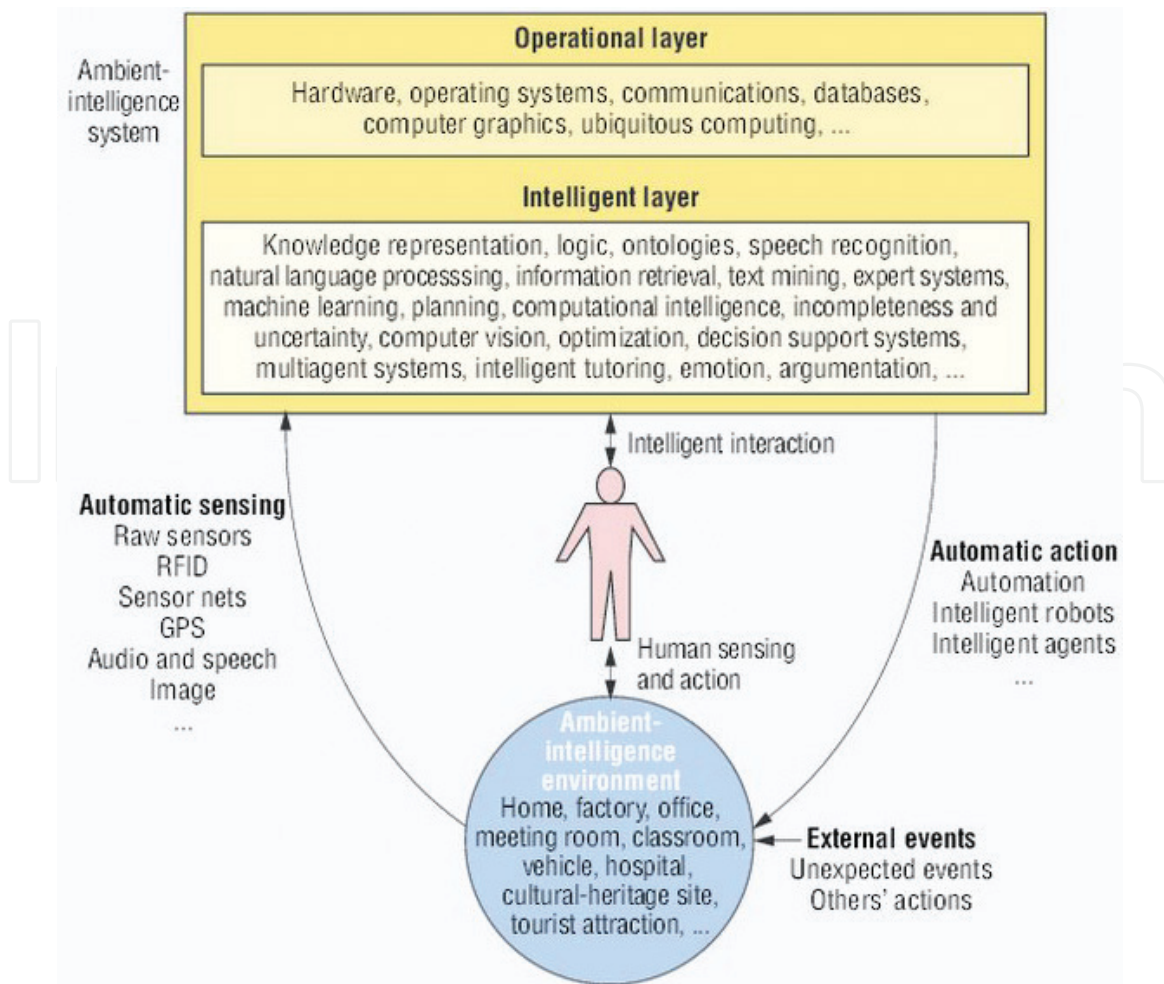 Ambient-
intelligence
system
Operational layer
Hardware, operating systems, communications, databases,
computer graphics, ubiquitous computing, ...
Intelligent layer
Knowledge representation, logic, ontologies, speech recognition,
natural language processsing, information retrieval, text mining, expert systems,
machine learning, planning, computational intelligence, incompleteness and
uncertainty, computer vision, optimization, decision support systems,
multiagent systems, intelligent tutoring, emotion, argumentation, ...
Intelligent interaction
Automatic sensing
Raw sensors
RFID
Sensor nets
GPS
Audio and speech
Image
...
Automatic action
Automation
Intelligent robots
Intelligent agents
...
Human sensing
and action
Ambient-
intelligence
environment
Home, factory, office,
meeting room, classroom,
vehicle, hospital,
cultural-heritage site,
tourist attraction, ...
External events
Unexpected events
Others' actions